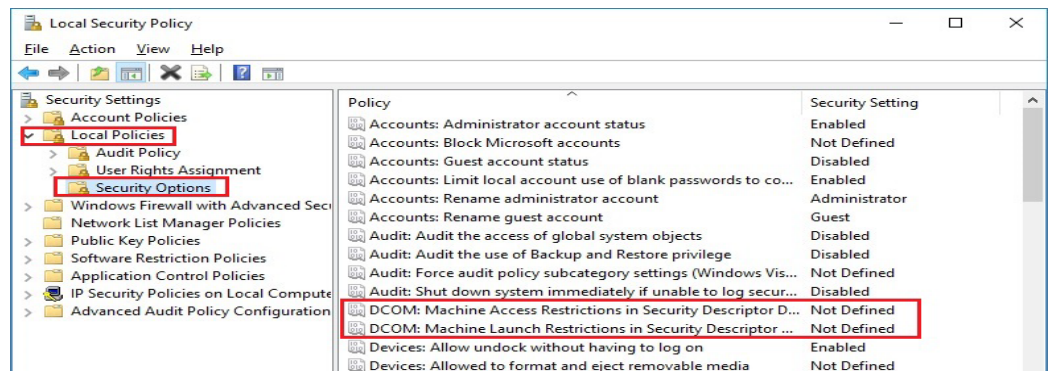 Local Security Policy
File Action View Help
Security Settings
Account Policies
Local Policies
Audit Policy
User Rights Assignment
Security Options
Windows Firewall with Advanced Secu
Network List Manager Policies
Public Key Policies
Software Restriction Policies
Application Control Policies
IP Security Policies on Local Compute
Advanced Audit Policy Configuration
Policy Security Setting
Accounts: Administrator account status Enabled
Accounts: Block Microsoft accounts Not Defined
Accounts: Guest account status Disabled
Accounts: Limit local account use of blank passwords to co... Enabled
Accounts: Rename administrator account Administrator
Accounts: Rename guest account Guest
Audit: Audit the access of global system objects Disabled
Audit: Audit the use of Backup and Restore privilege Disabled
Audit: Force audit policy subcategory settings (Windows Vis... Not Defined
Audit: Shut down system immediately if unable to log secur... Disabled
DCOM: Machine Access Restrictions in Security Descriptor D... Not Defined
DCOM: Machine Launch Restrictions in Security Descriptor ... Not Defined
Devices: Allow undock without having to log on Enabled
Devices: Allowed to format and eject removable media Not Defined